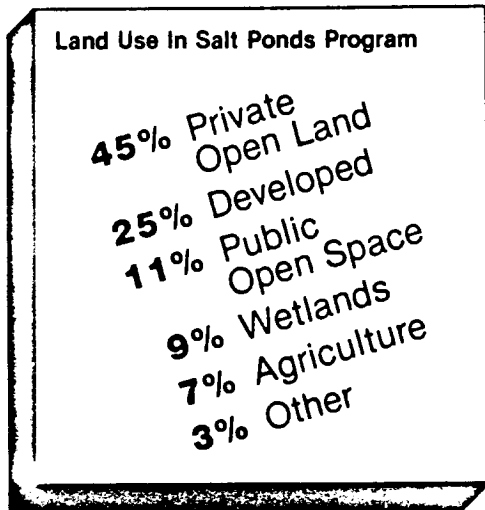 Land Use In Salt Ponds Program
45% Private
Open Land
25% Developed
11% Public
Open Space
9% Wetlands
7% Agriculture
3% Other